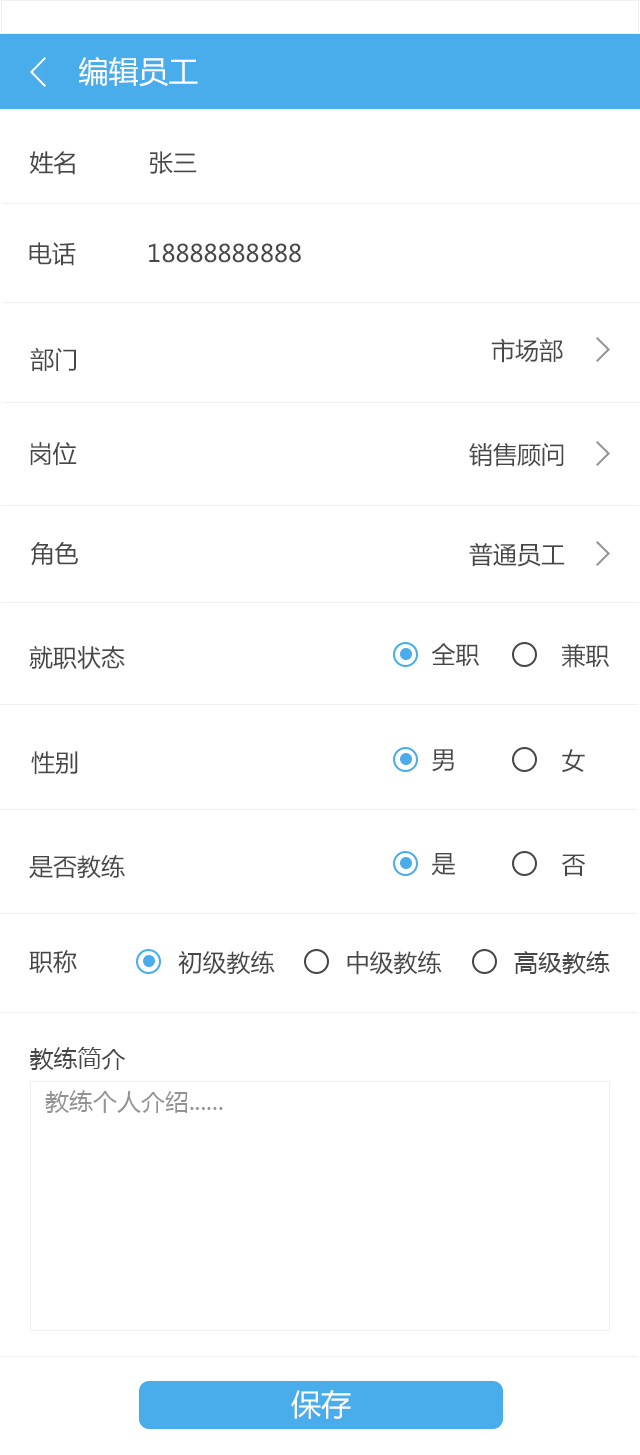 编辑员工
姓名 张三
电话 18888888888
部门 市场部
岗位 销售顾问
角色 普通员工
就职状态 全职 兼职
性别 男 女
是否教练 是 否
职称 初级教练 中级教练 高级教练
教练简介
教练个人介绍......
保存